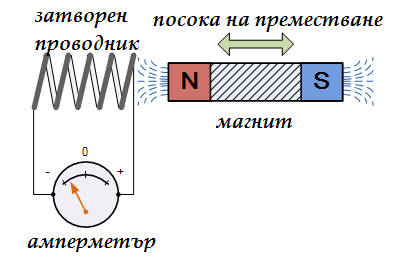 затворен
проводник
посока на преместване
N
S
магнит
0
- +
амперметър